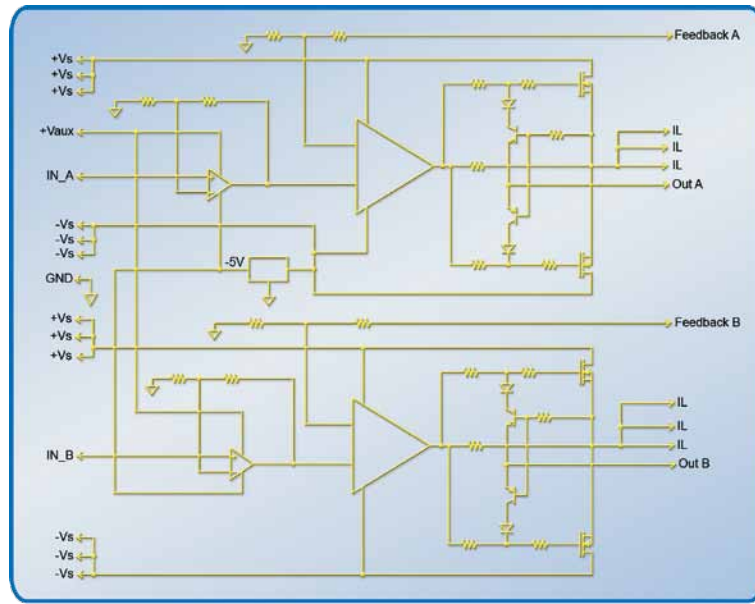 Feedback A
+Vs
+Vs
+Vs
+Vaux
IL
IL
IL
IN_A
Out A
-Vs
-Vs
-Vs
-5V
GND
+Vs
+Vs
+Vs
Feedback B
IL
IL
IL
IN_B
Out B
-Vs
-Vs
-Vs